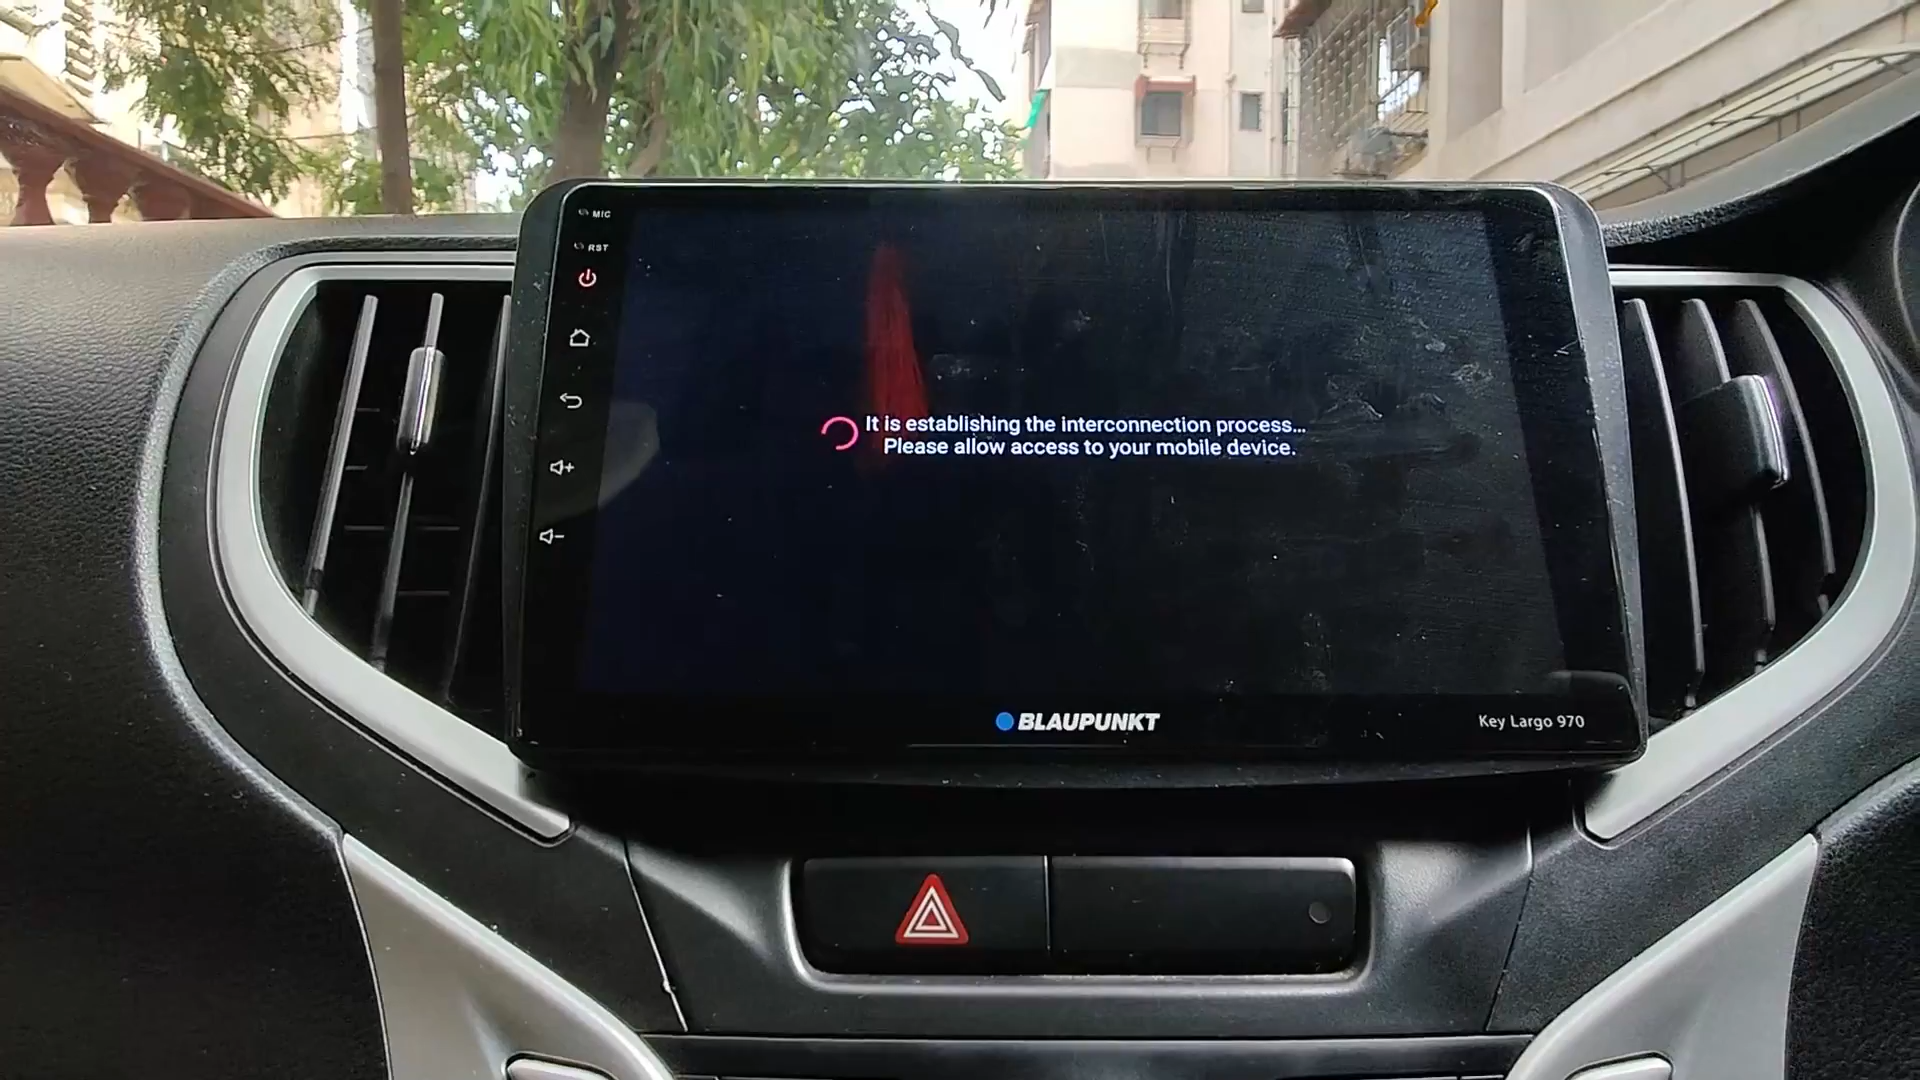 MIC
RST
It is establishing the interconnection process...
Please allow access to your mobile device.
BLAUPUNKT
Key Largo 970